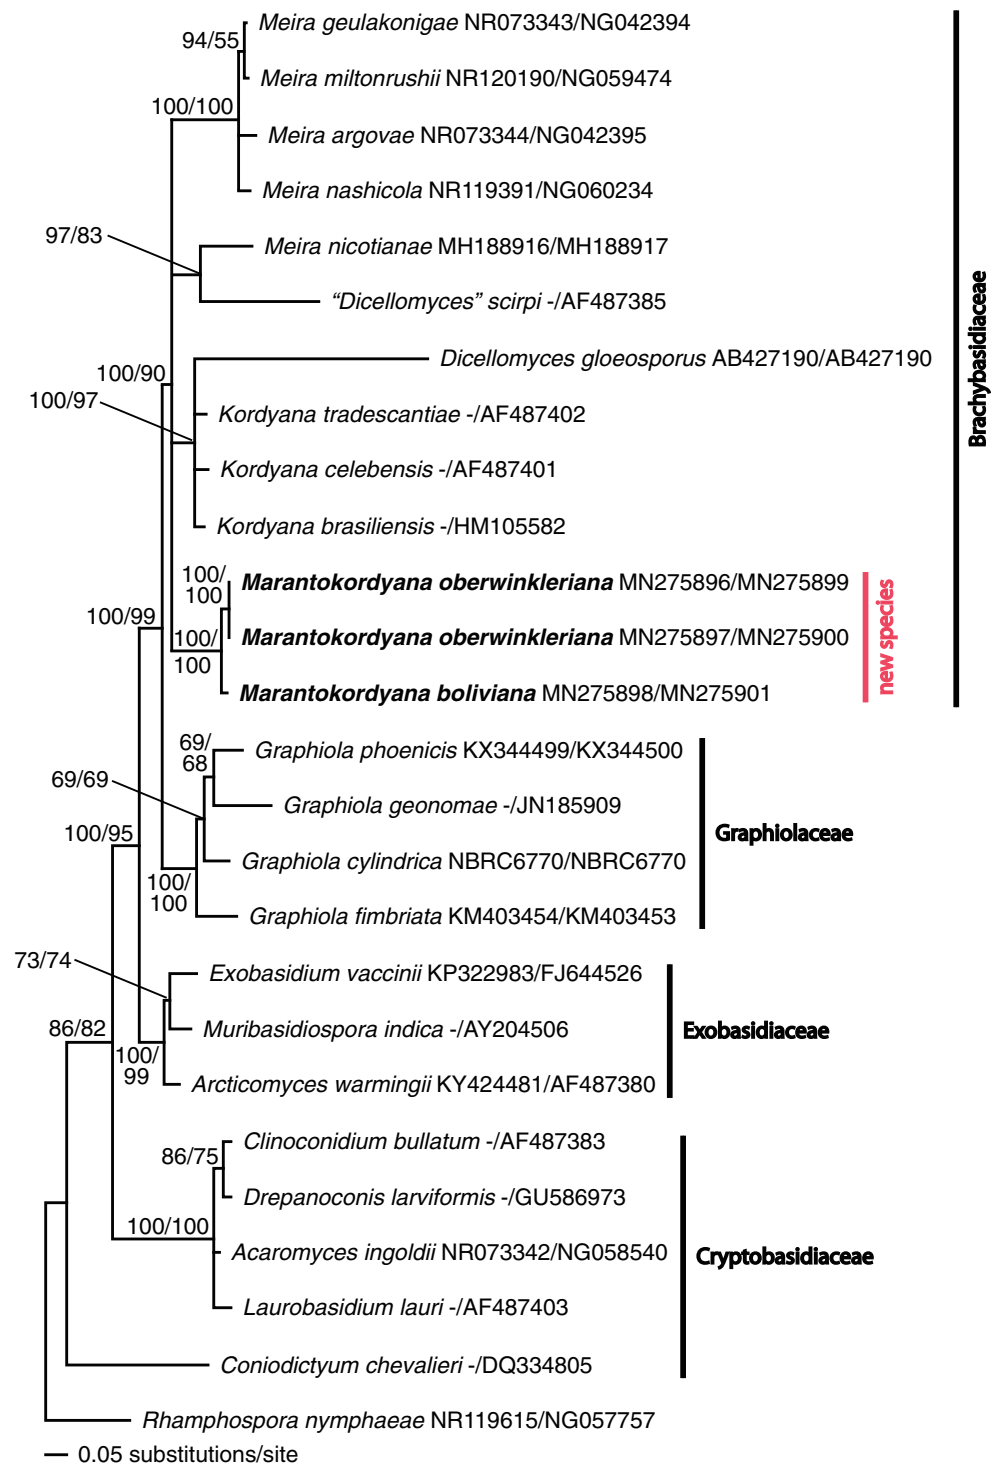 Meira geulakonigae NR073343/NG042394
94/55
Meira miltonrushii NR120190/NG059474
100/100
Meira argovae NR073344/NG042395
Meira nashicola NR119391/NG060234
97/83
Meira nicotianae MH188916/MH188917
“Dicellomyces” scirpi -/AF487385
Dicellomyces gloeosporus AB427190/AB427190
100/90
100/97
Kordyana tradescantiae -/AF487402
Kordyana celebensis -/AF487401
Kordyana brasiliensis -/HM105582
Brachybasidiaceae
100/
100
Marantokordyana oberwinkleriana MN275896/MN275899
100/99
100/
100
Marantokordyana oberwinkleriana MN275897/MN275900
Marantokordyana boliviana MN275898/MN275901
new species
69/
68
Graphiola phoenicis KX344499/KX344500
69/69
Graphiola geonomae -/JN185909
100/95
Graphiolaceae
Graphiola cylindrica NBRC6770/NBRC6770
100/
100
Graphiola fimbriata KM403454/KM403453
73/74
Exobasidium vaccinii KP322983/FJ644526
86/82
Muribasidiospora indica -/AY204506
Exobasidiaceae
100/
99
Arcticomyces warmingii KY424481/AF487380
Clinoconidium bullatum -/AF487383
86/75
Drepanoconis larviformis -/GU586973
100/100
Acaromyces ingoldii NR073342/NG058540
Cryptobasidiaceae
Laurobasidium lauri -/AF487403
Coniodictyum chevalieri -/DQ334805
Rhamphospora nymphaeae NR119615/NG057757
0.05 substitutions/site